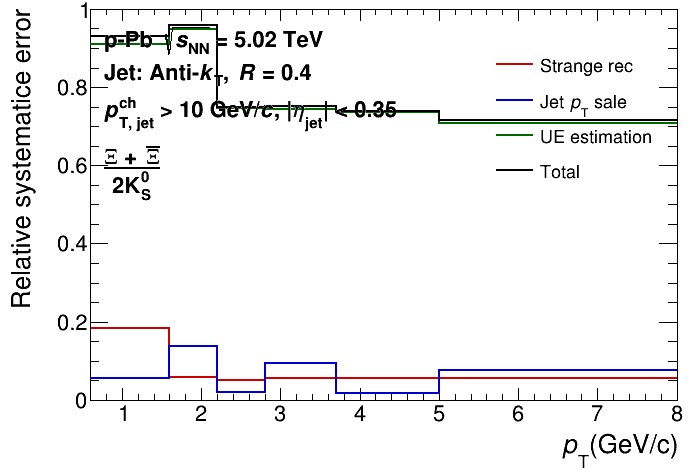 p-Pb √sNN = 5.02 TeV
Jet: Anti-kT, R = 0.4
p ch T, jet > 10 GeV/c, |ηjet| < 0.35
Ξ + Ξ̅
2K0S
Strange rec
Jet pT sale
UE estimation
Total
Relative systematice error
1
0.8
0.6
0.4
0.2
0
1 2 3 4 5 6 7 8
pT(GeV/c)